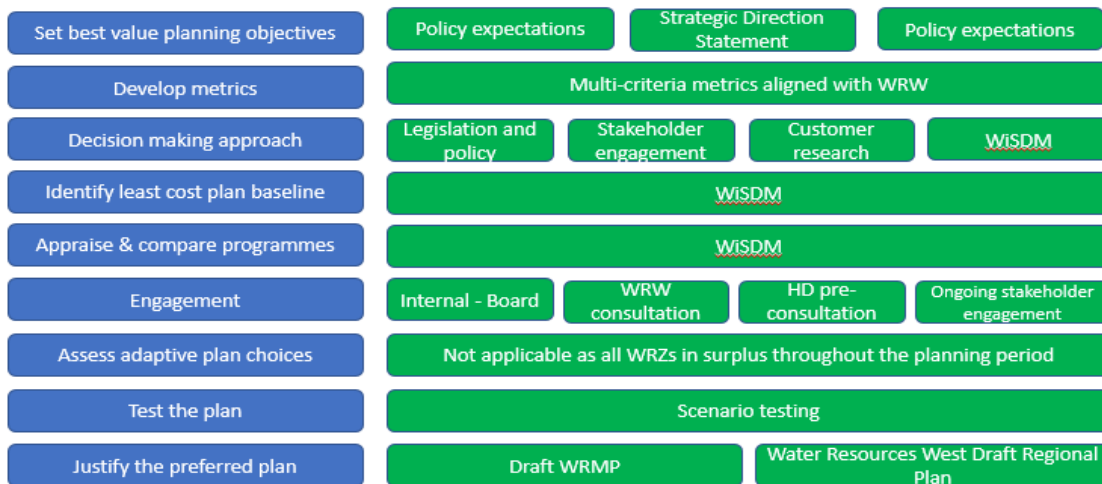 Set best value planning objectives
Policy expectations
Strategic Direction
Statement
Policy expectations
Develop metrics
Multi-criteria metrics aligned with WRW
Decision making approach
Legislation and
policy
Stakeholder
engagement
Customer
research
WiSDM
Identify least cost plan baseline
WiSDM
Appraise & compare programmes
WiSDM
Engagement
Internal - Board
WRW
consultation
HD pre-
consultation
Ongoing stakeholder
engagement
Assess adaptive plan choices
Not applicable as all WRZs in surplus throughout the planning period
Test the plan
Scenario testing
Justify the preferred plan
Draft WRMP
Water Resources West Draft Regional
Plan